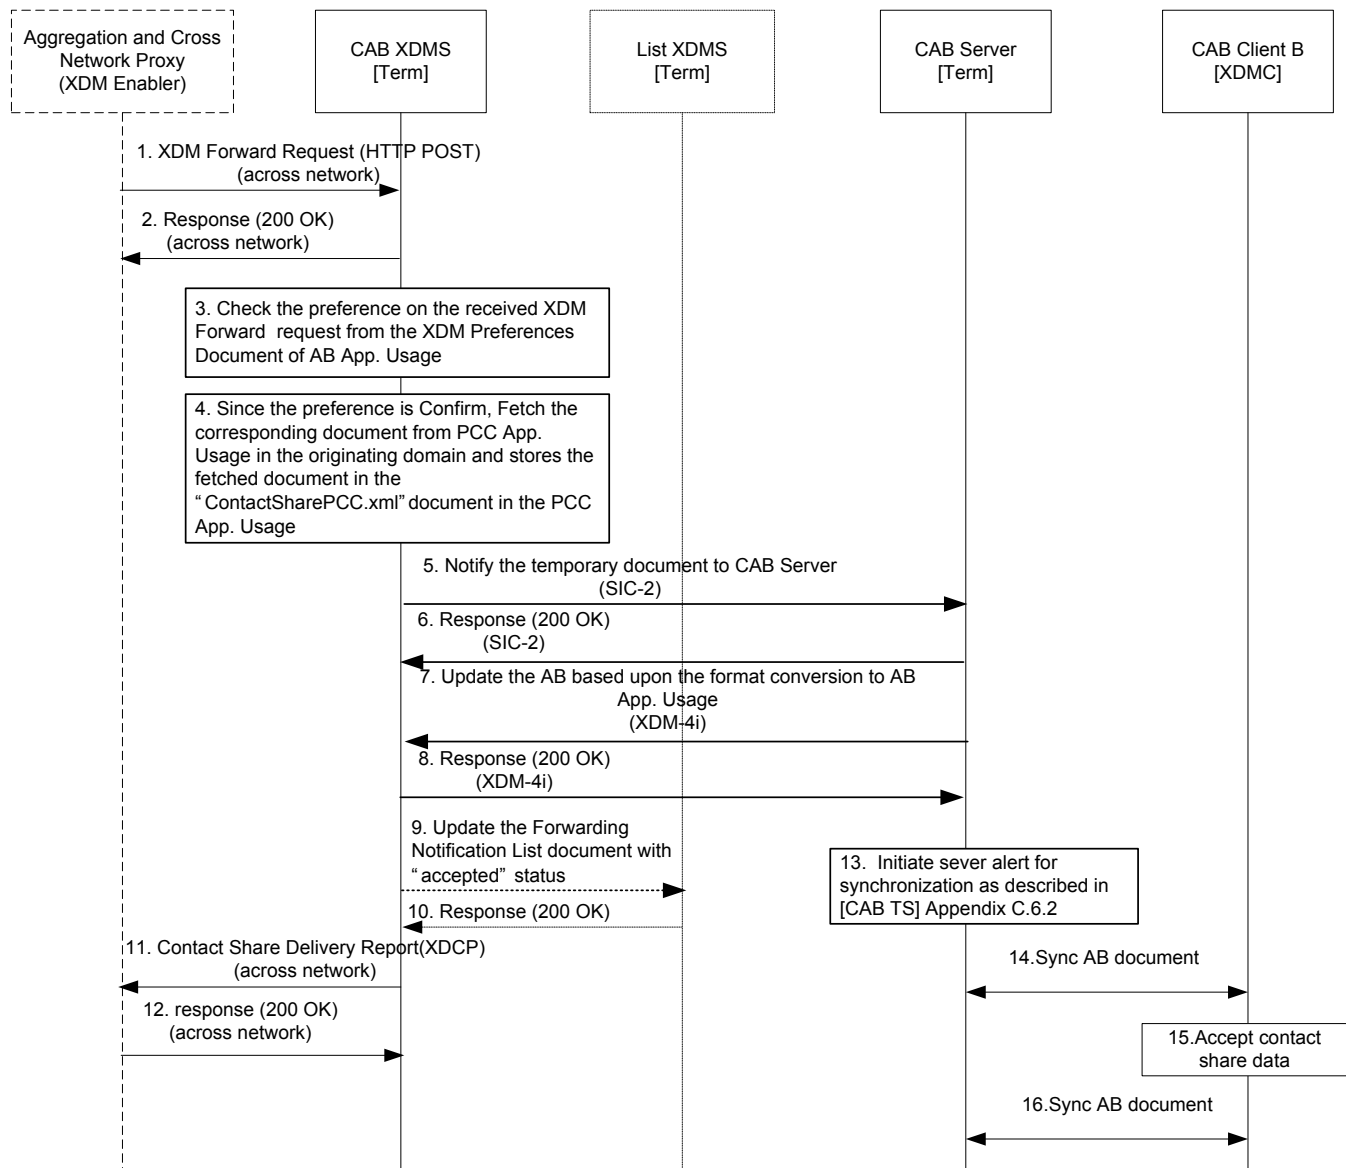 Aggregation and Cross
Network Proxy
(XDM Enabler)
CAB XDMS
[Term]
List XDMS
[Term]
CAB Server
[Term]
CAB Client B
[XDMC]
1. XDM Forward Request (HTTP POST)
(across network)
2. Response (200 OK)
(across network)
3. Check the preference on the received XDM
Forward  request from the XDM Preferences
Document of AB App. Usage
4. Since the preference is Confirm, Fetch the
corresponding document from PCC App.
Usage in the originating domain and stores the
fetched document in the
“ContactSharePCC.xml” document in the PCC
App. Usage
5. Notify the temporary document to CAB Server
(SIC-2)
6. Response (200 OK)
(SIC-2)
7. Update the AB based upon the format conversion to AB
App. Usage
(XDM-4i)
8. Response (200 OK)
(XDM-4i)
9. Update the Forwarding
Notification List document with
“accepted” status
10. Response (200 OK)
11. Contact Share Delivery Report(XDCP)
(across network)
12. response (200 OK)
(across network)
13.  Initiate sever alert for
synchronization as described in
[CAB TS] Appendix C.6.2
14.Sync AB document
15.Accept contact
share data
16.Sync AB document